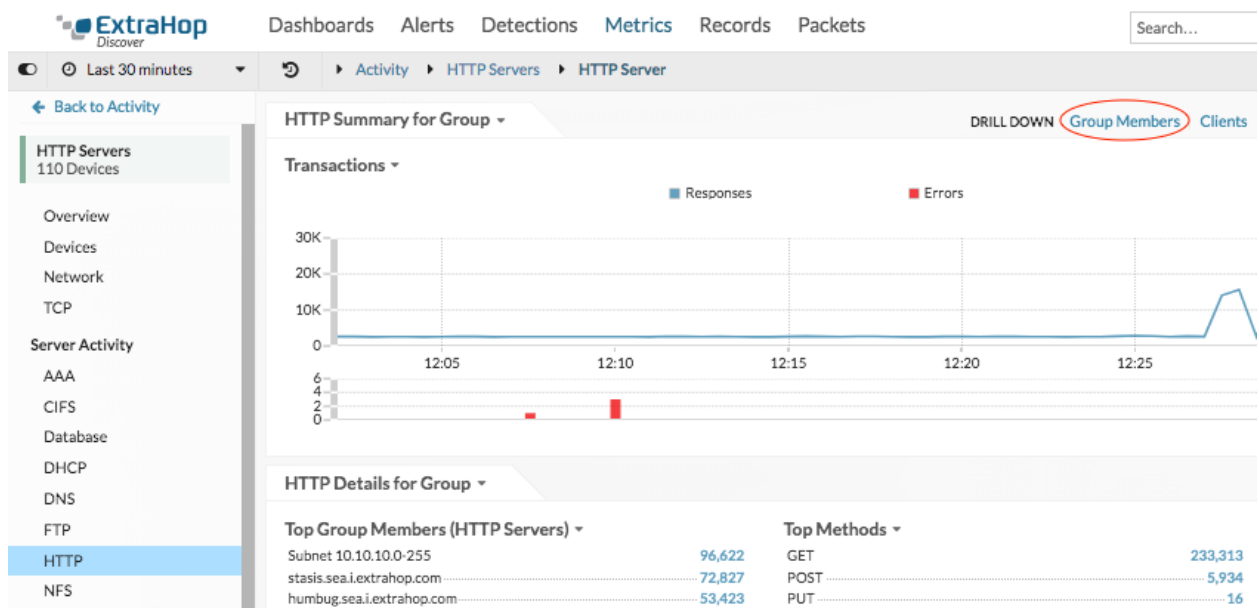 ExtraHop
Discover
Dashboards Alerts Detections Metrics Records Packets
Search...
Last 30 minutes
Activity HTTP Servers HTTP Server
Back to Activity
HTTP Servers
110 Devices
Overview
Devices
Network
TCP
Server Activity
AAA
CIFS
Database
DHCP
DNS
FTP
HTTP
NFS
HTTP Summary for Group
DRILL DOWN Group Members Clients
Transactions
Responses Errors
30K
20K
10K
0
12:05 12:10 12:15 12:20 12:25
6
4
2
0
HTTP Details for Group
Top Group Members (HTTP Servers)
Subnet 10.10.10.0-255 96,622
stasis.sea.i.extrahop.com 72,827
humbug.sea.i.extrahop.com 53,423
Top Methods
GET 233,313
POST 5,934
PUT 16